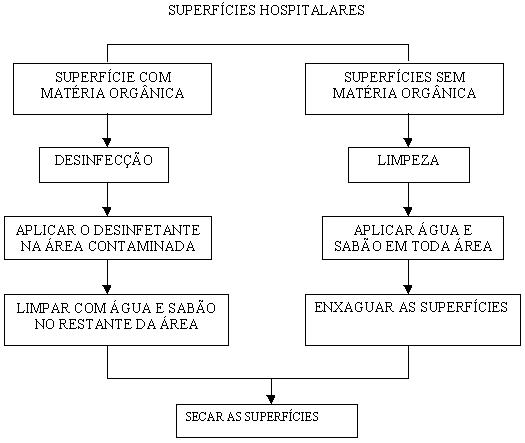 SUPERFÍCIES HOSPITALARES
SUPERFÍCIE COM
MATÉRIA ORGÂNICA
SUPERFÍCIES SEM
MATÉRIA ORGÂNICA
DESINFECÇÃO
LIMPEZA
APLICAR O DESINFETANTE
NA ÁREA CONTAMINADA
APLICAR ÁGUA E
SABÃO EM TODA ÁREA
LIMPAR COM ÁGUA E SABÃO
NO RESTANTE DA ÁREA
ENXAGUAR AS SUPERFÍCIES
SECAR AS SUPERFÍCIES